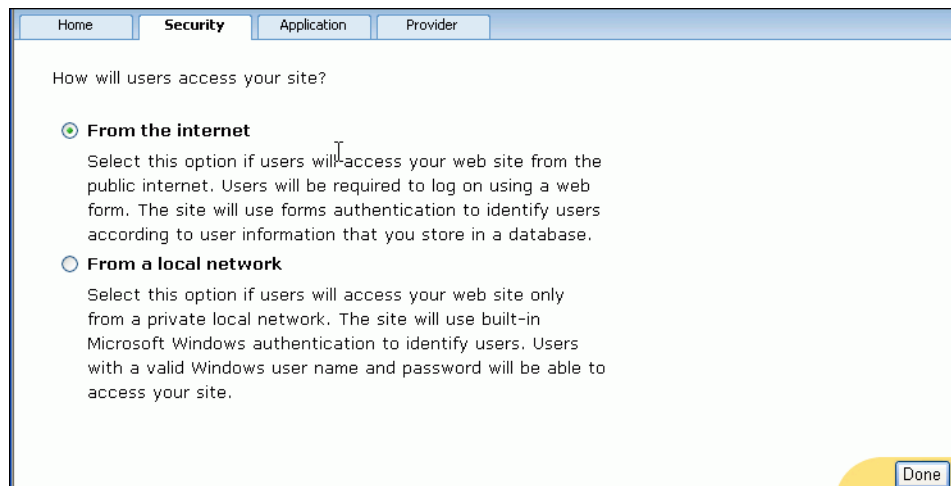 Home Security Application Provider
How will users access your site?
From the internet
Select this option if users will access your web site from the
public internet. Users will be required to log on using a web
form. The site will use forms authentication to identify users
according to user information that you store in a database.
From a local network
Select this option if users will access your web site only
from a private local network. The site will use built-in
Microsoft Windows authentication to identify users. Users
with a valid Windows user name and password will be able to
access your site.
Done